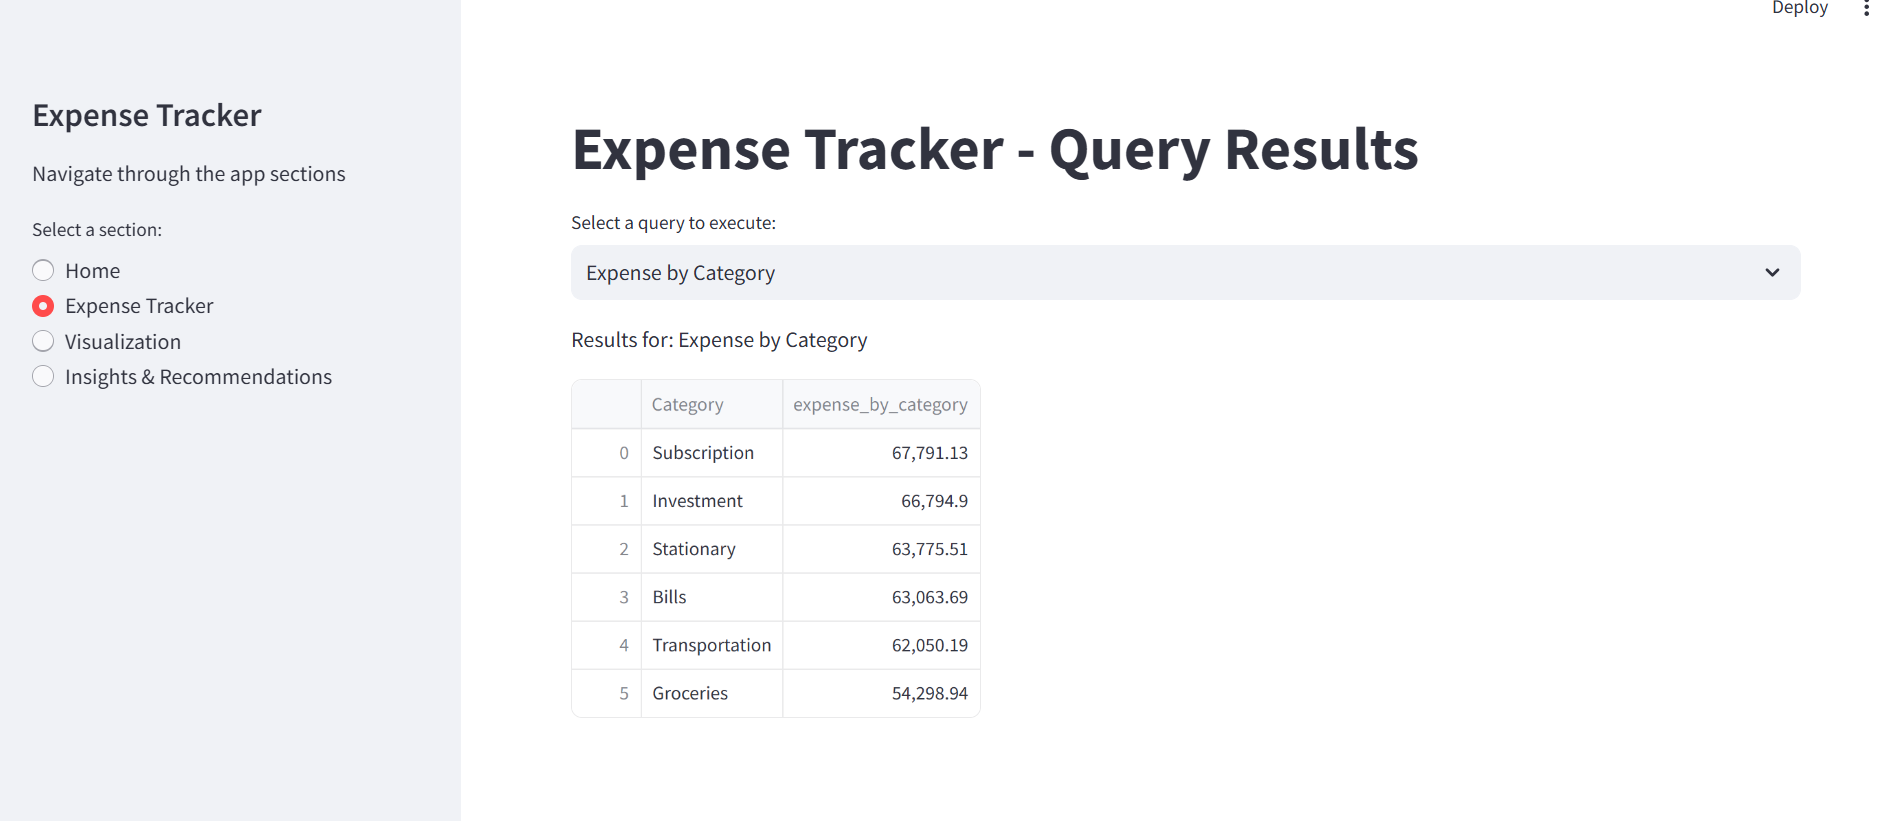 Deploy
Expense Tracker
Navigate through the app sections
Select a section:
Home
Expense Tracker
Visualization
Insights & Recommendations
Expense Tracker - Query Results
Select a query to execute:
Expense by Category
Results for: Expense by Category
Category expense_by_category
0 Subscription 67,791.13
1 Investment 66,794.9
2 Stationary 63,775.51
3 Bills 63,063.69
4 Transportation 62,050.19
5 Groceries 54,298.94